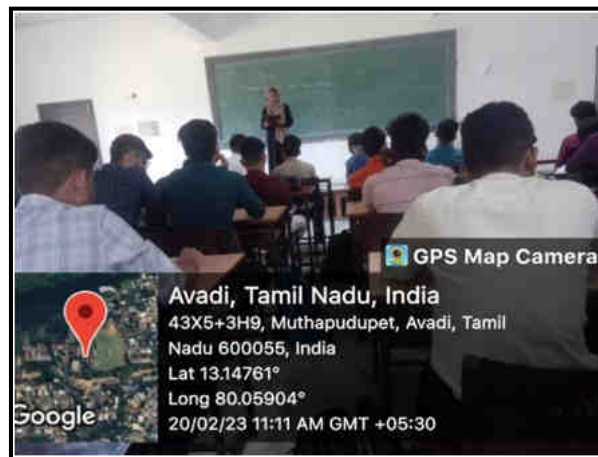 GPS Map Camera
Avadi, Tamil Nadu, India
43X5+3H9, Muthapudupet, Avadi, Tamil
Nadu 600055, India
Lat 13.14761°
Long 80.05904°
20/02/23 11:11 AM GMT +05:30
Google